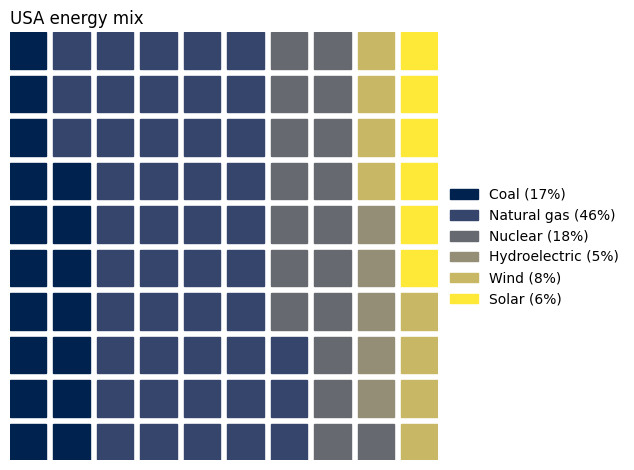 USA energy mix
Coal (17%)
Natural gas (46%)
Nuclear (18%)
Hydroelectric (5%)
Wind (8%)
Solar (6%)